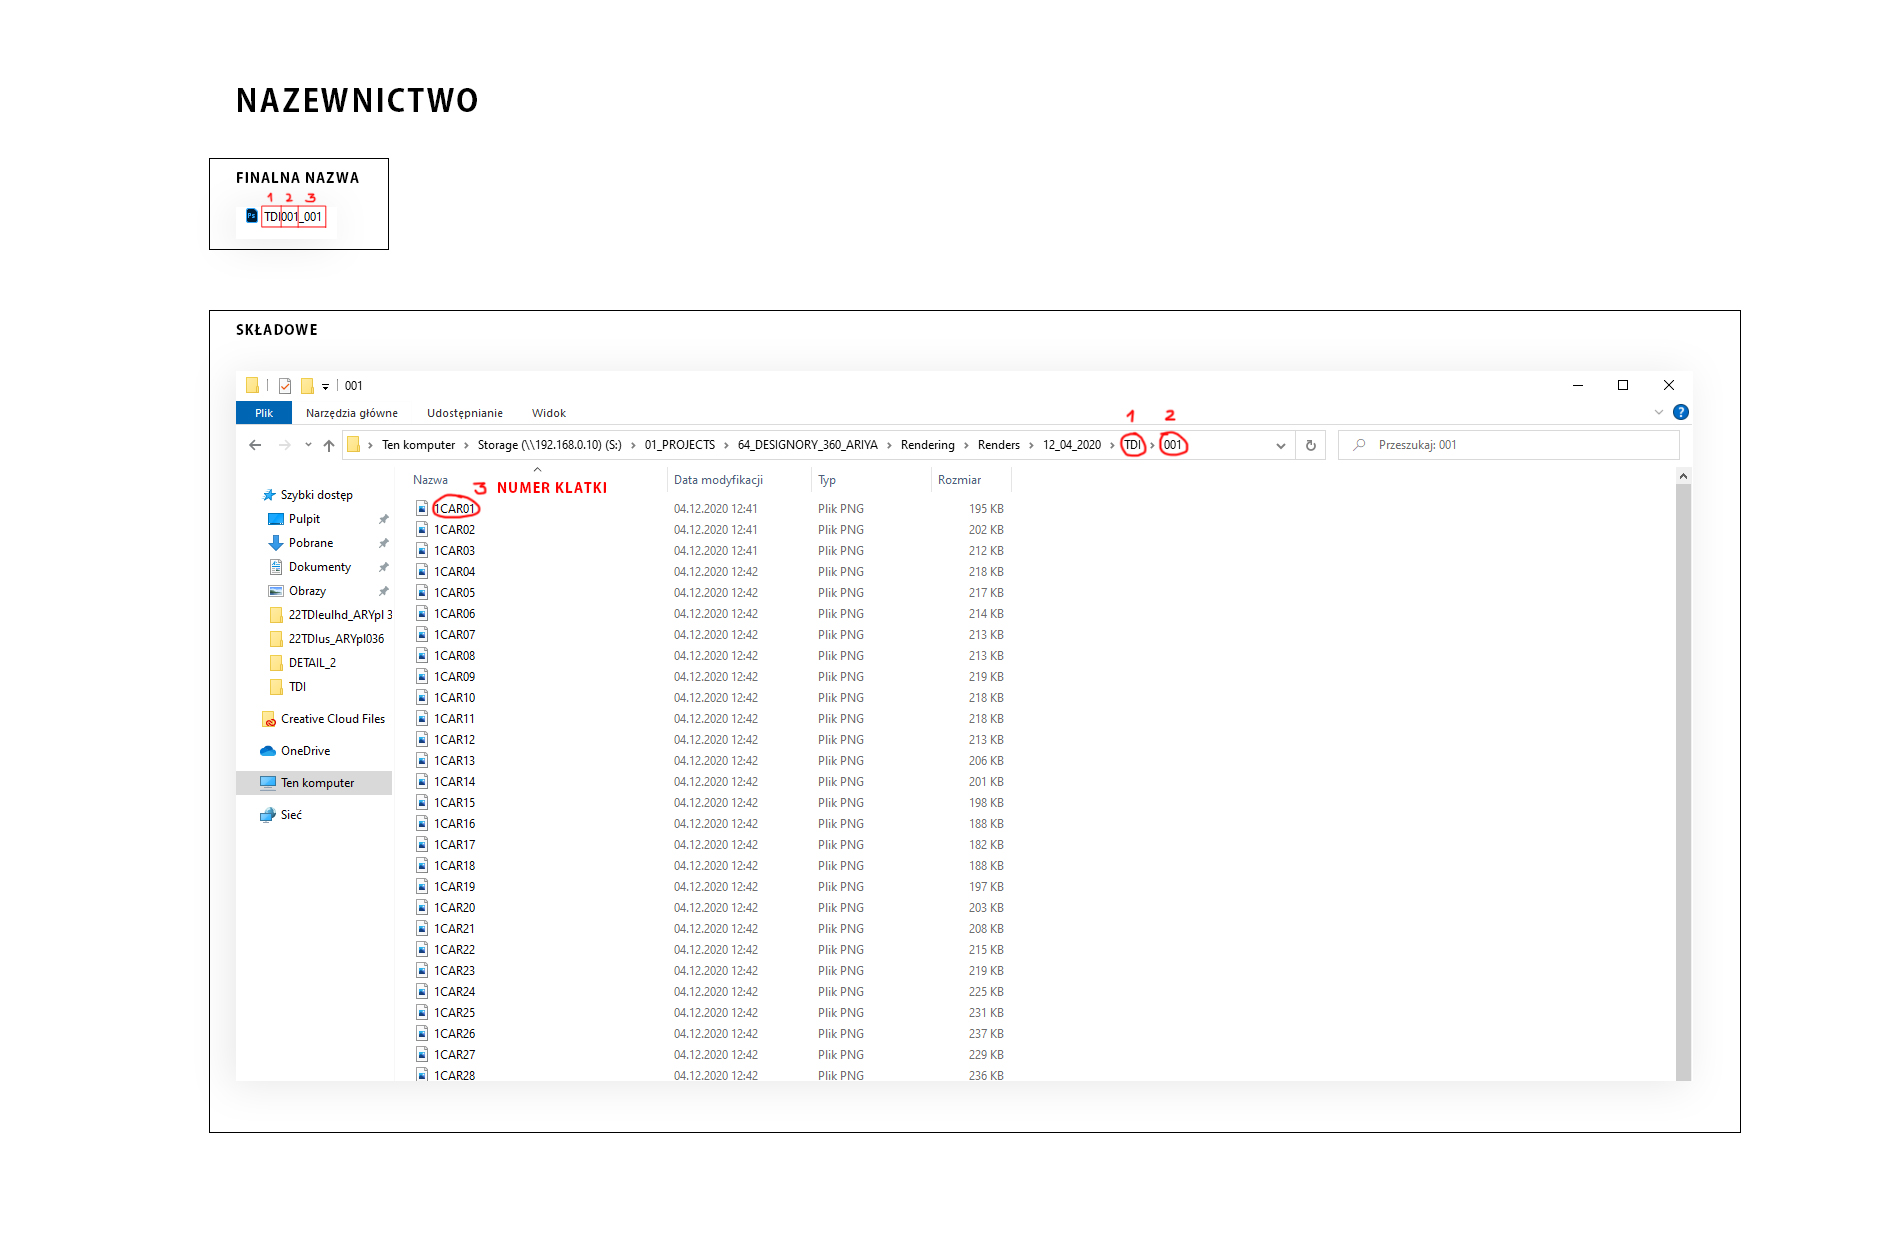 NAZEWNICTWO
FINALNA NAZWA
1 2 3
TDI001_001
SKŁADOWE
001
Plik Narzędzia główne Udostępnianie Widok
1 2
Ten komputer > Storage (\\192.168.0.10) (S:) > 01_PROJECTS > 64_DESIGNORY_360_ARIYA > Rendering > Renders > 12_04_2020 > TDI > 001
Przeszukaj: 001
Szybki dostęp
Pulpit
Pobrane
Dokumenty
Obrazy
22TDIeulhd_ARYpl 3
22TDIus_ARYpl036
DETAIL_2
TDI
Creative Cloud Files
OneDrive
Ten komputer
Sieć
Nazwa Data modyfikacji Typ Rozmiar
3 NUMER KLATKI
1CAR01 04.12.2020 12:41 Plik PNG 195 KB
1CAR02 04.12.2020 12:41 Plik PNG 202 KB
1CAR03 04.12.2020 12:41 Plik PNG 212 KB
1CAR04 04.12.2020 12:42 Plik PNG 218 KB
1CAR05 04.12.2020 12:42 Plik PNG 217 KB
1CAR06 04.12.2020 12:42 Plik PNG 214 KB
1CAR07 04.12.2020 12:42 Plik PNG 213 KB
1CAR08 04.12.2020 12:42 Plik PNG 213 KB
1CAR09 04.12.2020 12:42 Plik PNG 219 KB
1CAR10 04.12.2020 12:42 Plik PNG 218 KB
1CAR11 04.12.2020 12:42 Plik PNG 218 KB
1CAR12 04.12.2020 12:42 Plik PNG 213 KB
1CAR13 04.12.2020 12:42 Plik PNG 206 KB
1CAR14 04.12.2020 12:42 Plik PNG 201 KB
1CAR15 04.12.2020 12:42 Plik PNG 198 KB
1CAR16 04.12.2020 12:42 Plik PNG 188 KB
1CAR17 04.12.2020 12:42 Plik PNG 182 KB
1CAR18 04.12.2020 12:42 Plik PNG 188 KB
1CAR19 04.12.2020 12:42 Plik PNG 197 KB
1CAR20 04.12.2020 12:42 Plik PNG 203 KB
1CAR21 04.12.2020 12:42 Plik PNG 208 KB
1CAR22 04.12.2020 12:42 Plik PNG 215 KB
1CAR23 04.12.2020 12:42 Plik PNG 219 KB
1CAR24 04.12.2020 12:42 Plik PNG 225 KB
1CAR25 04.12.2020 12:42 Plik PNG 231 KB
1CAR26 04.12.2020 12:42 Plik PNG 237 KB
1CAR27 04.12.2020 12:42 Plik PNG 229 KB
1CAR28 04.12.2020 12:42 Plik PNG 236 KB